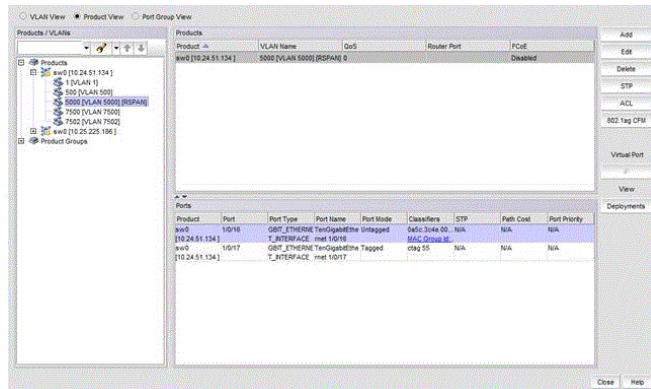 VLAN View Product View Port Group View
Products / VLANs
Products
sw0 [10.24.51.134 ]
1 [VLAN 1]
500 [VLAN 500]
5000 [VLAN 5000] [RSPAN]
7500 [VLAN 7500]
7502 [VLAN 7502]
sw0 [10.25.225.186 ]
Product Groups
Products
Product VLAN Name QoS Router Port FCoE
sw0 [10.24.51.134 ] 5000 [VLAN 5000] [RSPAN] 0 Disabled
Ports
Product Port Port Type Port Name Port Mode Classifiers STP Path Cost Port Priority
sw0 1/0/16 GBIT_ETHERNE TenGigabitEthe Untagged 0a5c.3c4e.00... N/A N/A N/A
[10.24.51.134 ] T_INTERFACE rnet 1/0/16 MAC Group Id ...
sw0 1/0/17 GBIT_ETHERNE TenGigabitEthe Tagged ctag 55 N/A N/A N/A
[10.24.51.134 ] T_INTERFACE rnet 1/0/17
Add
Edit
Delete
STP
ACL
802.1ag CFM
Virtual Port
View
Deployments
Close Help